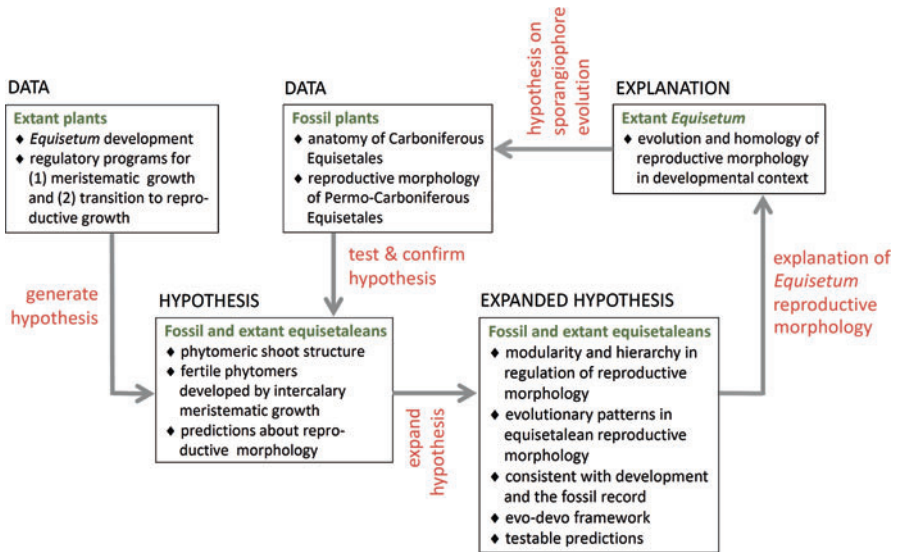 DATA
Extant plants
♦ Equisetum development
♦ regulatory programs for
(1) meristematic growth
and (2) transition to repro-
ductive growth
DATA
Fossil plants
♦ anatomy of Carboniferous
Equisetales
♦ reproductive morphology
of Permo-Carboniferous
Equisetales
hypothesis on
sporangiophore
evolution
EXPLANATION
Extant Equisetum
♦ evolution and homology of
reproductive morphology
in developmental context
generate
hypothesis
test & confirm
hypothesis
explanation of
Equisetum
reproductive
morphology
HYPOTHESIS
Fossil and extant equisetaleans
♦ phytomeric shoot structure
♦ fertile phytomers
developed by intercalary
meristematic growth
♦ predictions about repro-
ductive morphology
expand
hypothesis
EXPANDED HYPOTHESIS
Fossil and extant equisetaleans
♦ modularity and hierarchy in
regulation of reproductive
morphology
♦ evolutionary patterns in
equisetalean reproductive
morphology
♦ consistent with development
and the fossil record
♦ evo-devo framework
♦ testable predictions